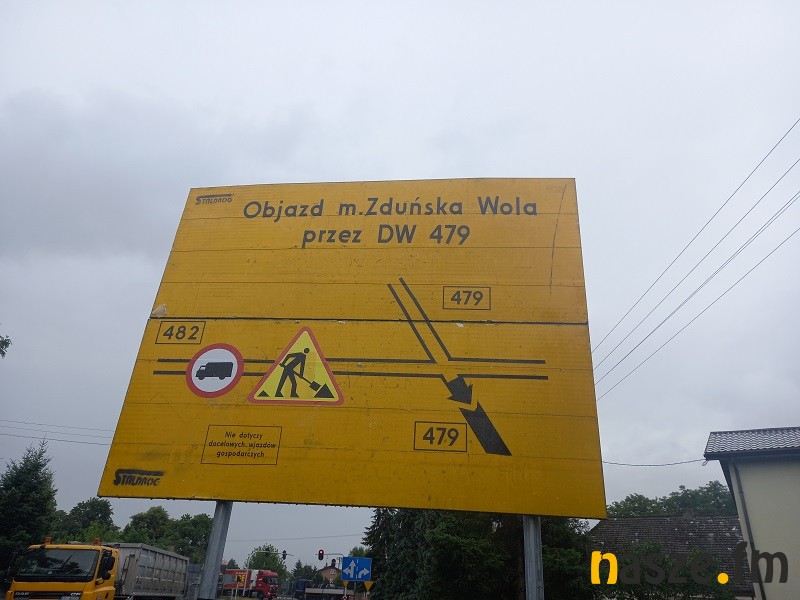 STALDROG
Objazd m.Zduńska Wola
przez DW 479
479
482
479
Nie dotyczy
docelowych wjazdów
gospodarczych
STALDROG
nasze.fm